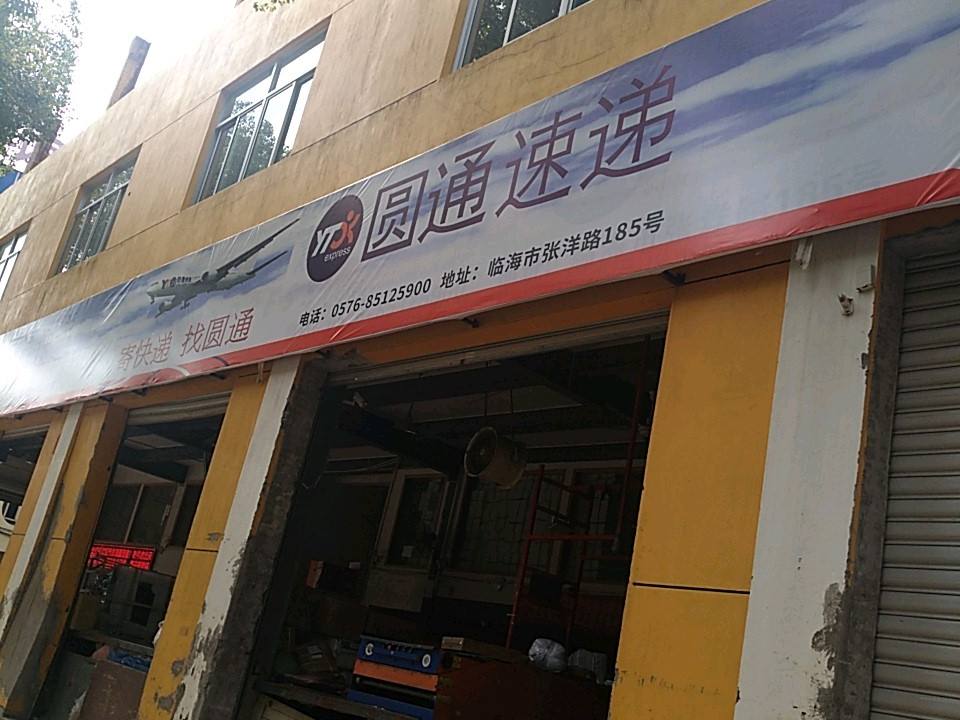 圆通速递
YTO
express
电话：0576-85125900 地址：临海市张洋路185号
寄快递 找圆通